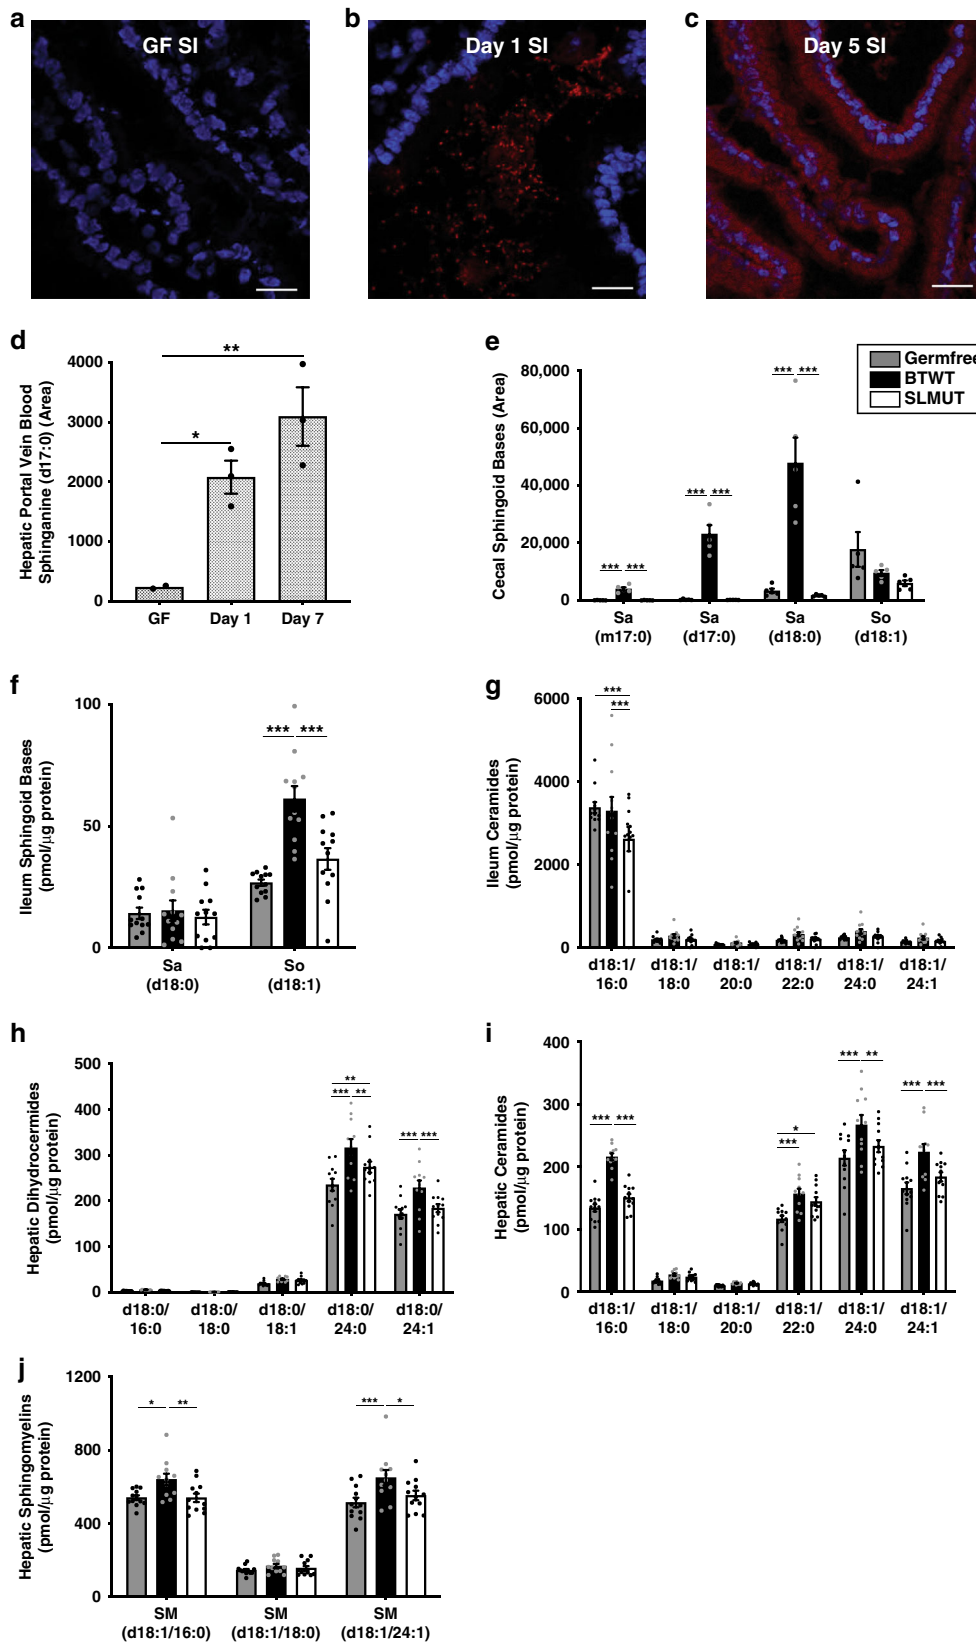 a
GF SI
b
Day 1 SI
c
Day 5 SI
d
Hepatic Portal Vein Blood
Sphinganine (d17:0) (Area)
4000
3000
2000
1000
0
**
*
GF
Day 1
Day 7
e
Germfree
BTWT
SLMUT
Cecal Sphingoid Bases (Area)
80,000
60,000
40,000
20,000
0
*** ***
*** ***
*** ***
Sa
(m17:0)
Sa
(d17:0)
Sa
(d18:0)
So
(d18:1)
f
Ileum Sphingoid Bases
(pmol/μg protein)
100
50
0
*** ***
Sa
(d18:0)
So
(d18:1)
g
Ileum Ceramides
(pmol/μg protein)
6000
4000
2000
0
***
***
d18:1/
16:0
d18:1/
18:0
d18:1/
20:0
d18:1/
22:0
d18:1/
24:0
d18:1/
24:1
h
Hepatic Dihydrocermides
(pmol/μg protein)
500
400
300
200
100
0
**
*** **
*** ***
d18:0/
16:0
d18:0/
18:0
d18:0/
18:1
d18:0/
24:0
d18:0/
24:1
i
Hepatic Ceramides
(pmol/μg protein)
400
300
200
100
0
*** ***
*
***
*** **
*** ***
d18:1/
16:0
d18:1/
18:0
d18:1/
20:0
d18:1/
22:0
d18:1/
24:0
d18:1/
24:1
j
Hepatic Sphingomyelins
(pmol/μg protein)
1200
800
400
0
* **
*** *
SM
(d18:1/16:0)
SM
(d18:1/18:0)
SM
(d18:1/24:1)